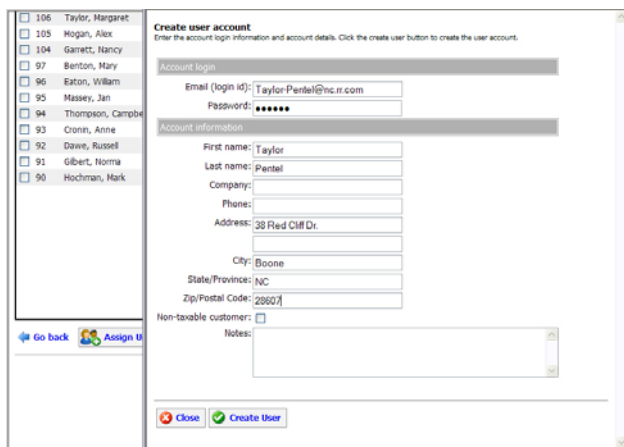 106 Taylor, Margaret
105 Hogan, Alex
104 Garrett, Nancy
97 Benton, Mary
96 Eaton, William
95 Massey, Jan
94 Thompson, Campbe
93 Cronin, Anne
92 Dawe, Russell
91 Gilbert, Norma
90 Hochman, Mark
Go back Assign U
Create user account
Enter the account login information and account details. Click the create user button to create the user account.
Account login
Email (login id): Taylor-Pentel@nc.rr.com
Password: ••••••
Account information
First name: Taylor
Last name: Pentel
Company:
Phone:
Address: 38 Red Cliff Dr.
City: Boone
State/Province: NC
Zip/Postal Code: 28607
Non-taxable customer:
Notes:
Close Create User